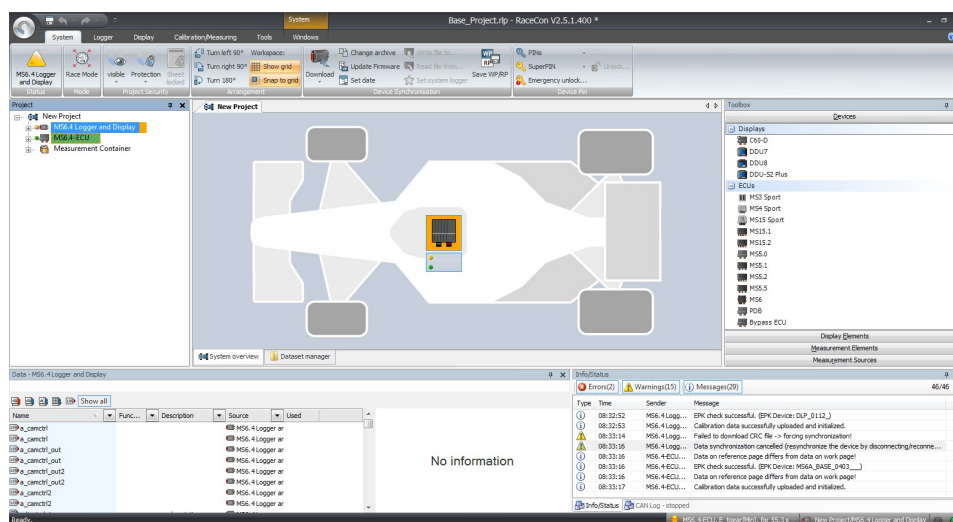 System
Base_Project.rlp - RaceCon V2.5.1.400 *
System Logger Display Calibration/Measuring Tools Windows
Turn left 90° Workspace:
Turn right 90° Show grid
Turn 180° Snap to grid
MS6.4 Logger and Display
Race Mode
visible Protection Sheet locked
Download
Change archive Write file to...
Update Firmware Read file from...
Set date Set system logger
Save WP/RP
PINs -
SuperPIN - Unlock...
Emergency unlock...
Status Mode Project Security Arrangement Device Synchronisation Device Pin
Project
New Project
MS6.4 Logger and Display
MS6.4-ECU
Measurement Container
New Project
System overview Dataset manager
Toolbox
Devices
Displays
C60-D
DDU7
DDU8
DDU-S2 Plus
ECUs
MS3 Sport
MS4 Sport
MS15 Sport
MS15.1
MS15.2
MS5.0
MS5.1
MS5.2
MS5.5
MS6
PDB
Bypass ECU
Display Elements
Measurement Elements
Measurement Sources
Data - MS6.4 Logger and Display
Show all
Name Func... Description Source Used
a_camctrl MS6.4 Logger ar
a_camctrl MS6.4 Logger ar
a_camctrl_out MS6.4 Logger ar
a_camctrl_out MS6.4 Logger ar
a_camctrl_out2 MS6.4 Logger ar
a_camctrl_out2 MS6.4 Logger ar
a_camctrl2 MS6.4 Logger ar
a_camctrl2 MS6.4 Logger ar
No information
Info/Status
Errors(2) Warnings(15) Messages(29) 46/46
Type Time Sender Message
08:32:52 MS6.4 Logg... EPK check successful. (EPK Device: DLP_0112_)
08:32:53 MS6.4 Logg... Calibration data successfully uploaded and initialized.
08:33:14 MS6.4 Logg... Failed to download CRC file -> forcing synchronization!
08:33:16 MS6.4 Logg... Data synchronization cancelled (resynchronize the device by disconnecting/reconne...
08:33:16 MS6.4-ECU... Data on reference page differs from data on work page!
08:33:16 MS6.4-ECU... EPK check successful. (EPK Device: MS6A_BASE_0403___)
08:33:16 MS6.4-ECU... Data on reference page differs from data on work page!
08:33:17 MS6.4-ECU... Calibration data successfully uploaded and initialized.
Info/Status CAN Log - stopped
Ready.
New Project/MS6.4 Logger and Display